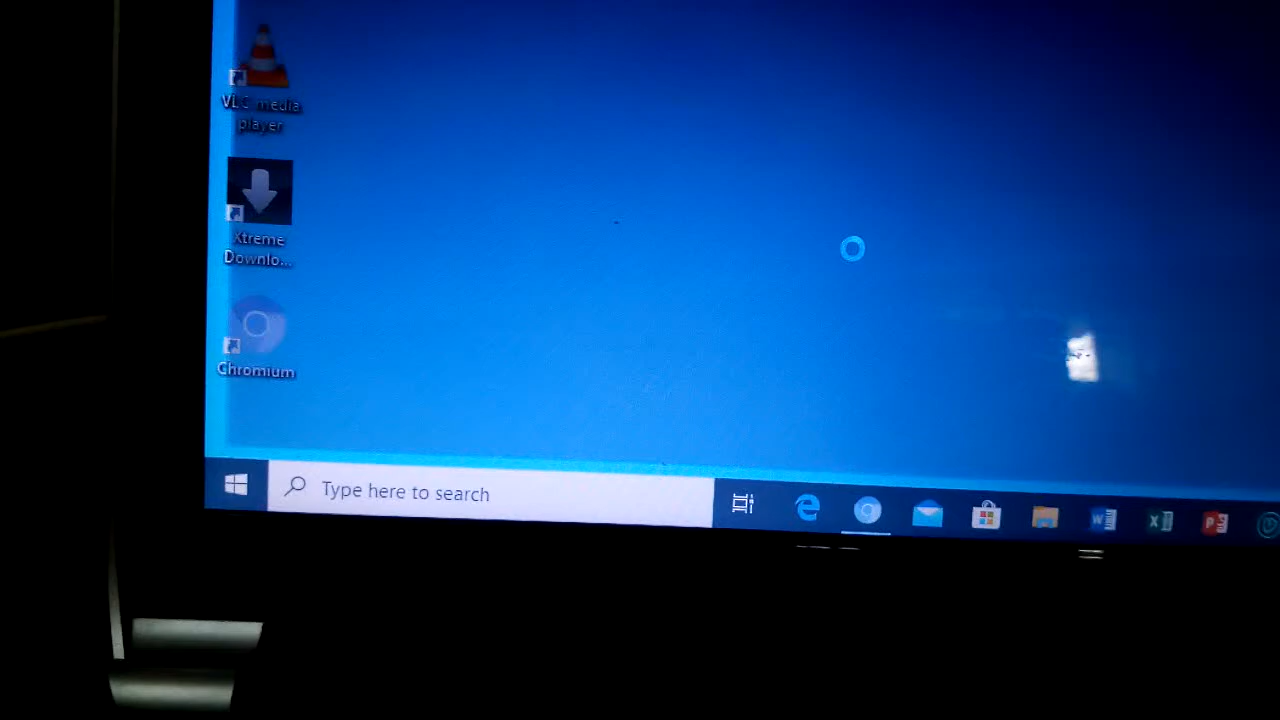 VLC media
player
Xtreme
Downlo...
Chromium
Type here to search